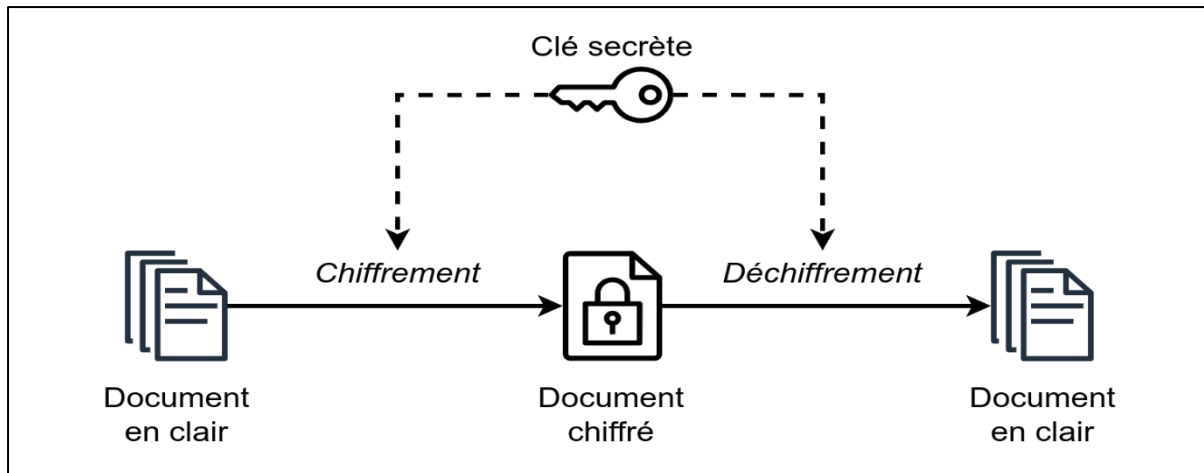 Clé secrète
Chiffrement
Déchiffrement
Document
en clair
Document
chiffré
Document
en clair